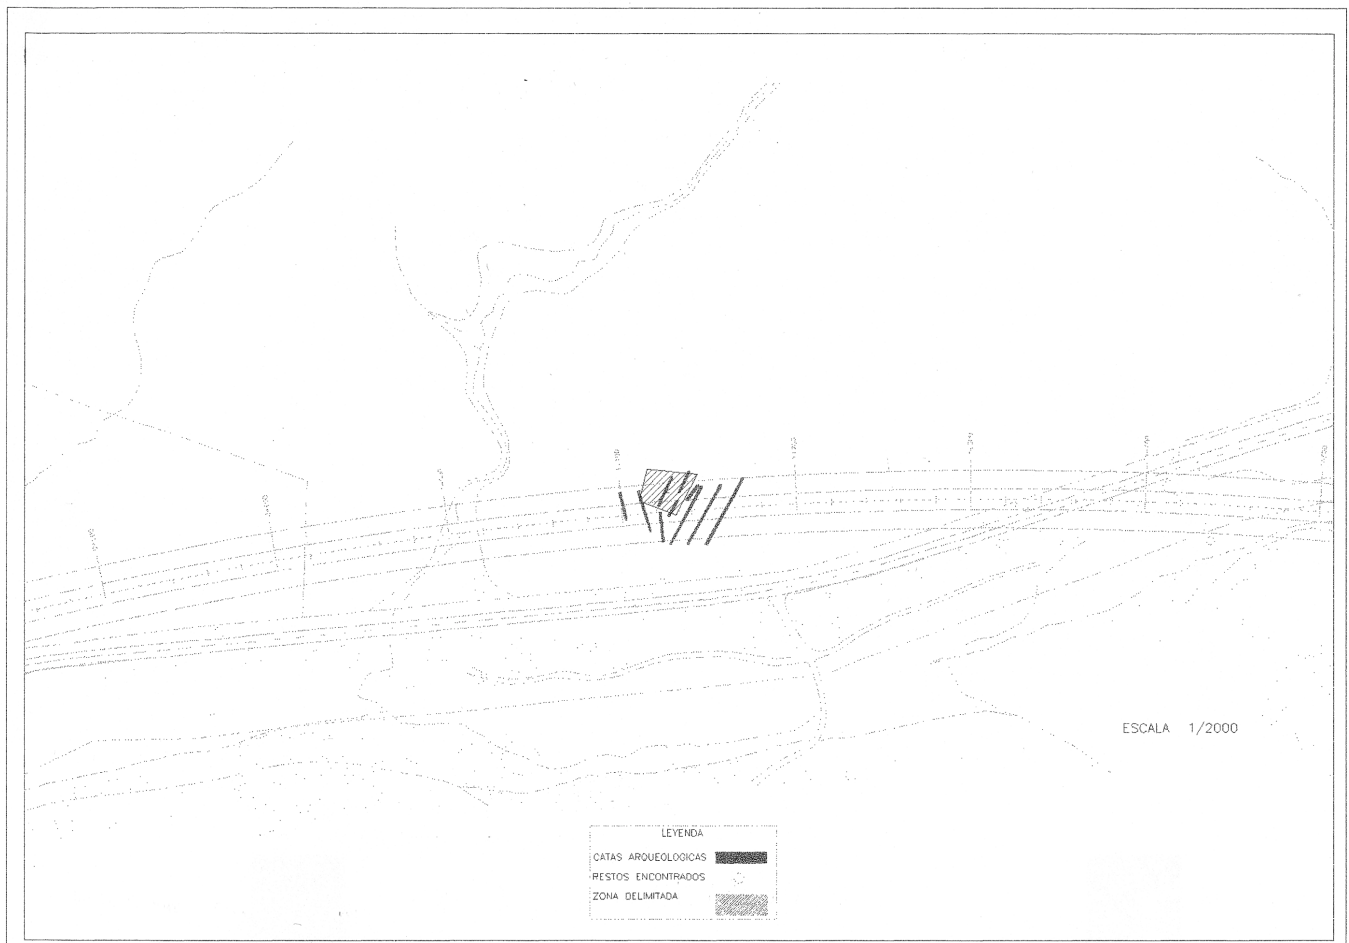 ESCALA 1/2000
LEYENDA
CATAS ARQUEOLOGICAS
RESTOS ENCONTRADOS
ZONA DELIMITADA